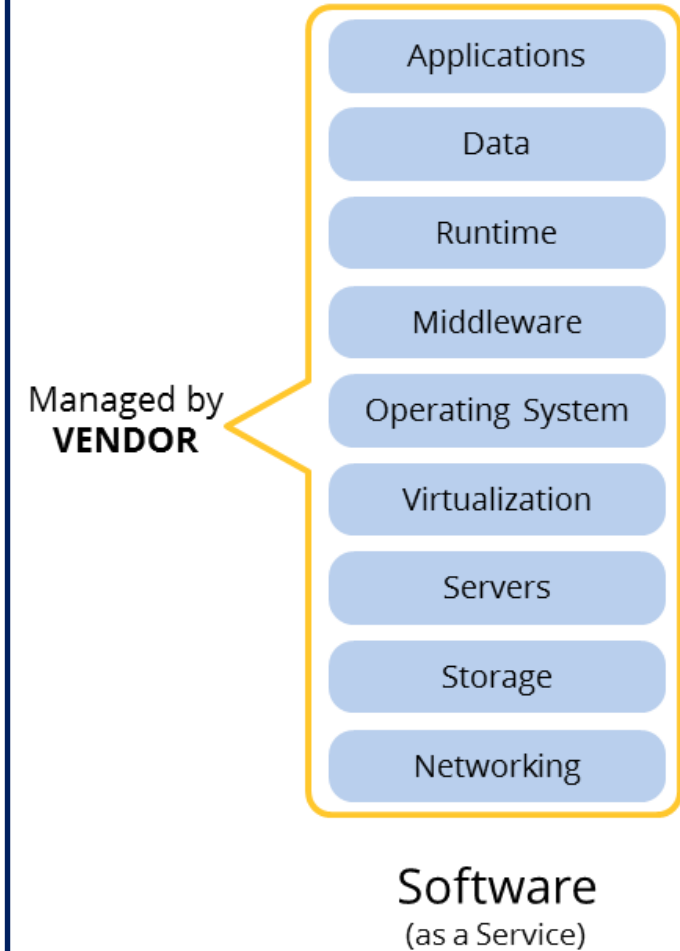 Applications
Data
Runtime
Middleware
Managed by
VENDOR
Operating System
Virtualization
Servers
Storage
Networking
Software
(as a Service)